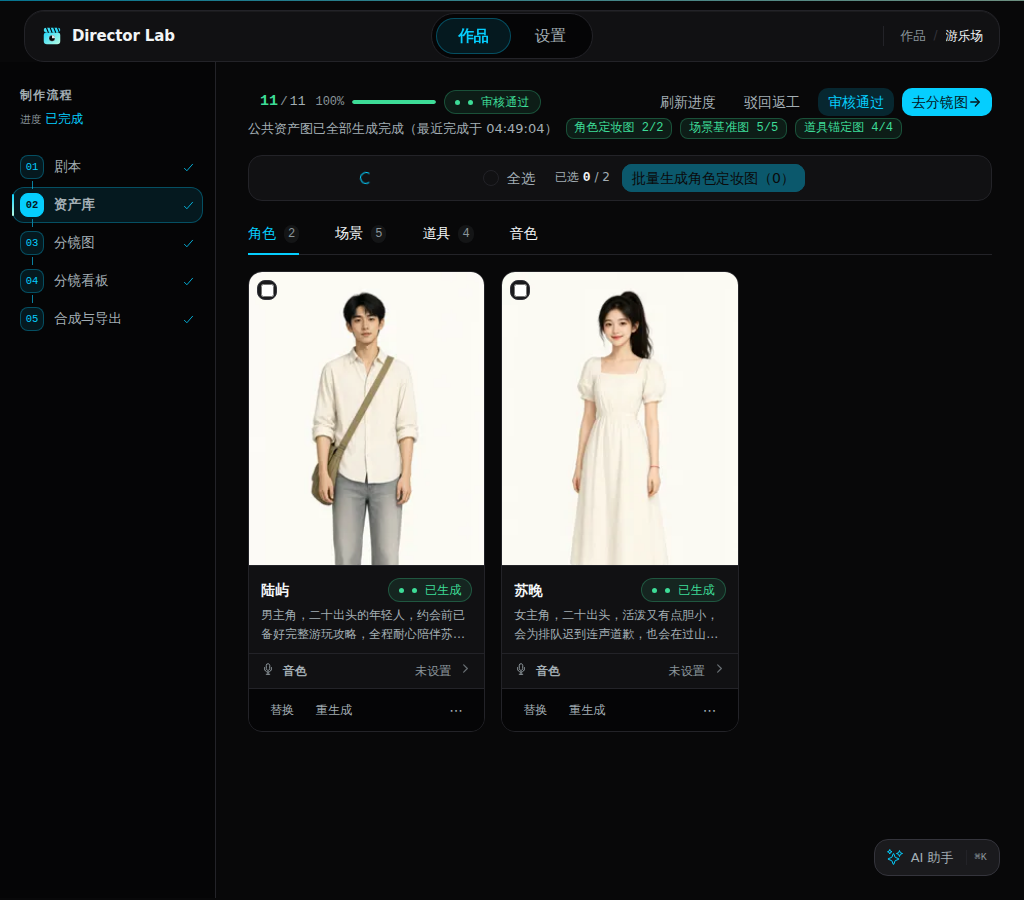 Director Lab
作品 设置
作品 / 游乐场
制作流程
进度 已完成
01 剧本
02 资产库
03 分镜图
04 分镜看板
05 合成与导出
11/11 100% 审核通过
刷新进度 驳回返工 审核通过 去分镜图→
公共资产图已全部生成完成（最近完成于 04:49:04） 角色定妆图 2/2 场景基准图 5/5 道具锚定图 4/4
全选 已选 0 / 2 批量生成角色定妆图（0）
角色 2 场景 5 道具 4 音色
陆屿 已生成
男主角，二十出头的年轻人，约会前已
备好完整游玩攻略，全程耐心陪伴苏…
音色 未设置
替换 重生成 …
苏晚 已生成
女主角，二十出头，活泼又有点胆小，
会为排队迟到连声道歉，也会在过山…
音色 未设置
替换 重生成 …
AI 助手 ⌘K